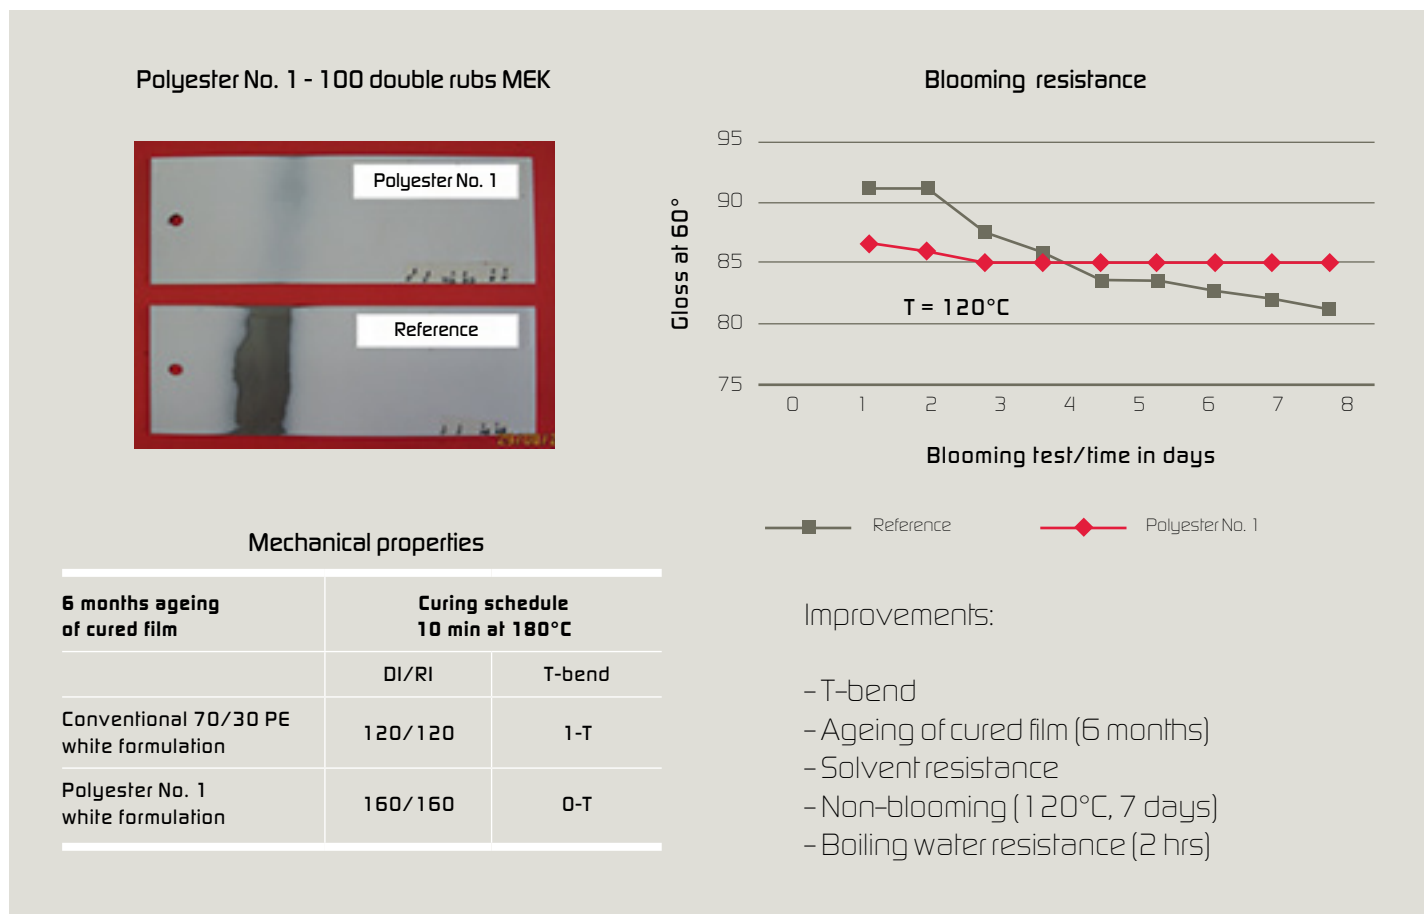 Polyester No. 1 - 100 double rubs MEK
Polyester No. 1
Reference
Blooming resistance
Gloss at 60°
95
90
85
80
75
T = 120°C
0 1 2 3 4 5 6 7 8
Blooming test/time in days
Reference
Polyester No. 1
Mechanical properties
6 months ageing
of cured film
Curing schedule
10 min at 180°C
DI/RI T-bend
Conventional 70/30 PE
white formulation
120/120 1-T
Polyester No. 1
white formulation
160/160 0-T
Improvements:
– T-bend
– Ageing of cured film (6 months)
– Solvent resistance
– Non-blooming (120°C, 7 days)
– Boiling water resistance (2 hrs)